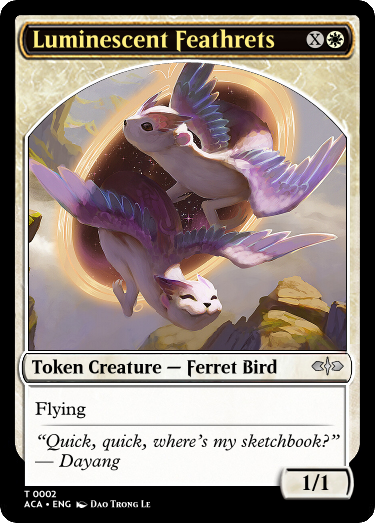 Luminescent Feathrets X
Token Creature — Ferret Bird
Flying
“Quick, quick, where’s my sketchbook?”
— Dayang
1/1
T 0002
ACA • ENG Dao Trong Le